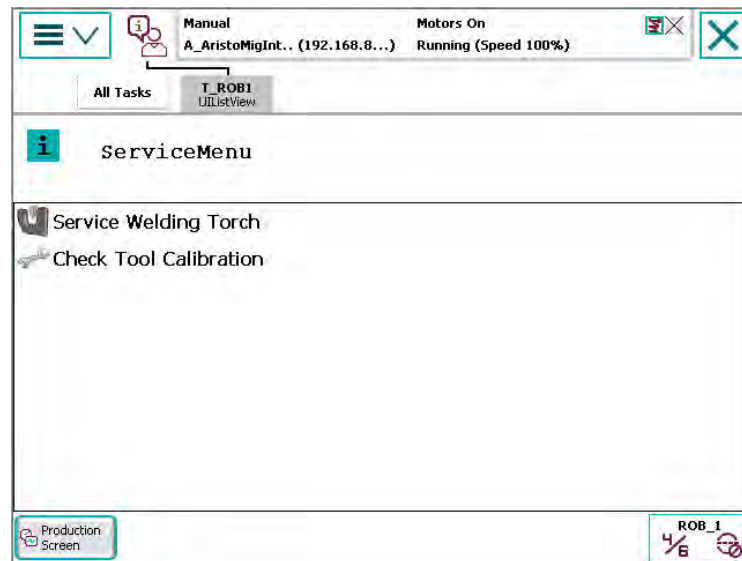 Manual
Motors On
A_AristoMigInt.. (192.168.8...)
Running (Speed 100%)
All Tasks
T_ROB1
UIListView
i
ServiceMenu
Service Welding Torch
Check Tool Calibration
Production
Screen
ROB_1
4/6